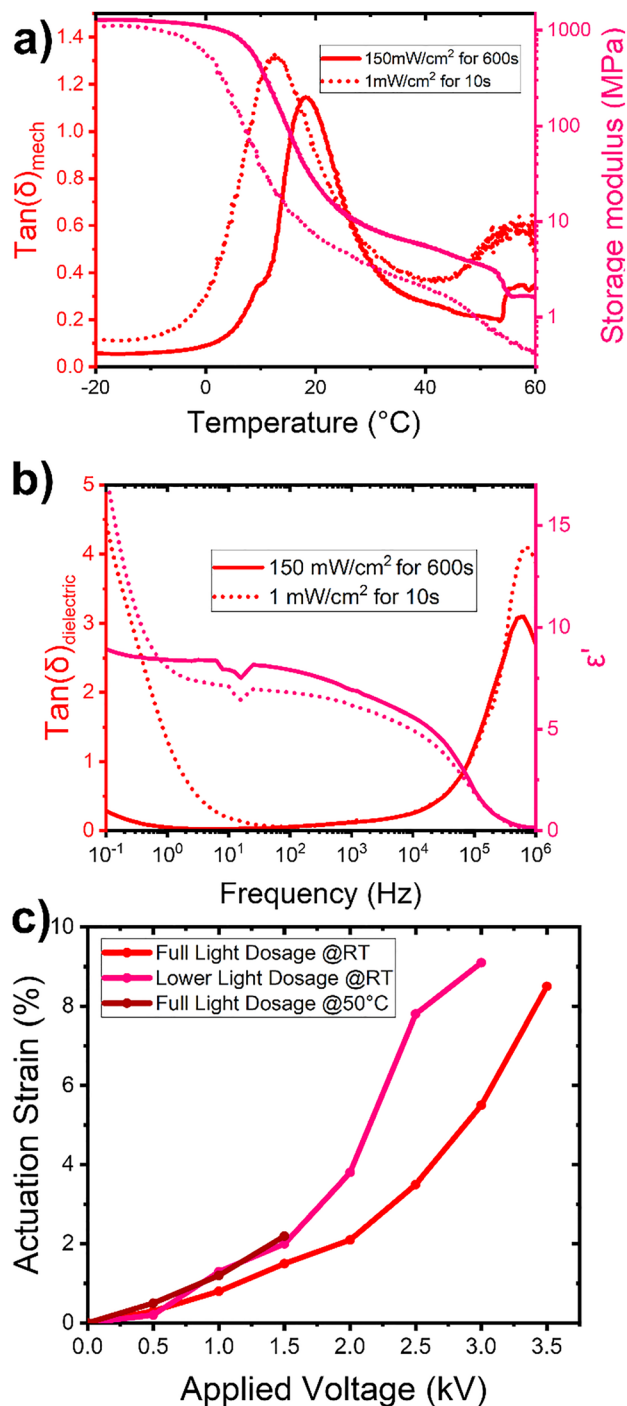 a)
1.4
1.2
1.0
0.8
0.6
0.4
0.2
0.0
Tan(δ)mech
150mW/cm² for 600s
1mW/cm² for 10s
1000
100
10
1
Storage modulus (MPa)
-20 0 20 40 60
Temperature (°C)
b)
5
4
3
2
1
0
Tan(δ)dielectric
150 mW/cm² for 600s
1 mW/cm² for 10s
15
10
5
0
ε'
10⁻¹ 10⁰ 10¹ 10² 10³ 10⁴ 10⁵ 10⁶
Frequency (Hz)
c)
10
8
6
4
2
0
Actuation Strain (%)
Full Light Dosage @RT
Lower Light Dosage @RT
Full Light Dosage @50°C
0.0 0.5 1.0 1.5 2.0 2.5 3.0 3.5
Applied Voltage (kV)